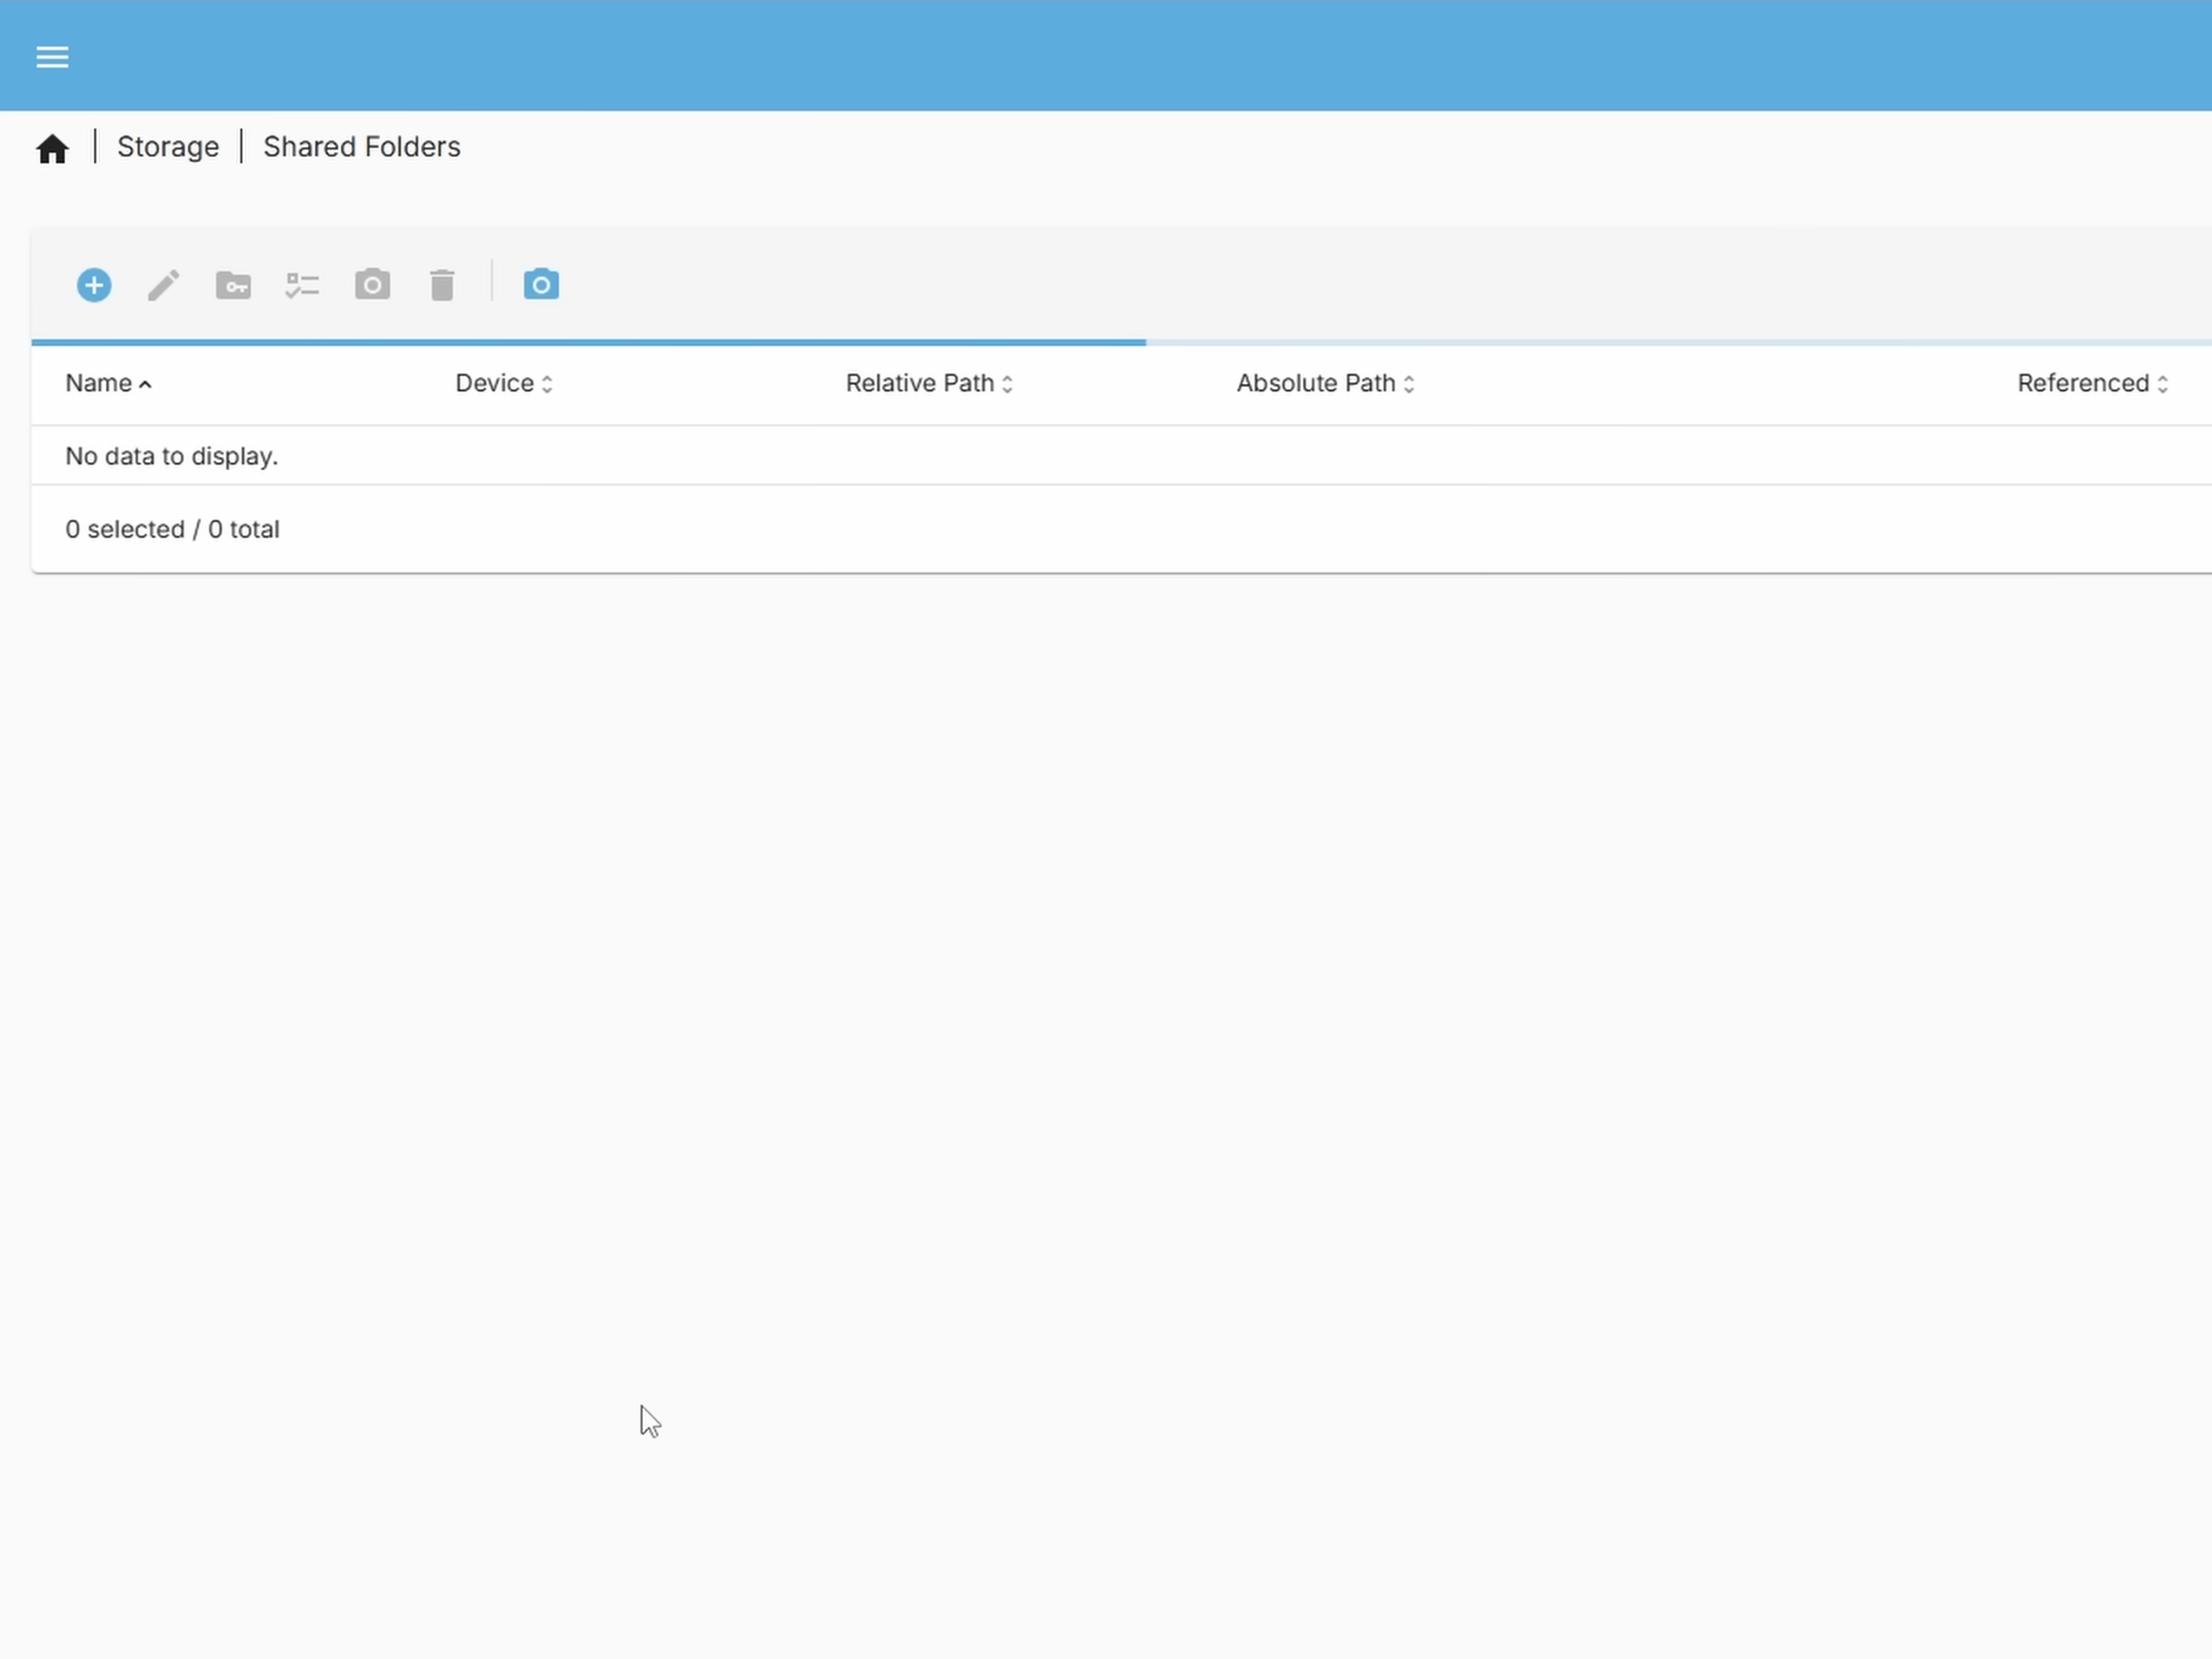 Storage | Shared Folders
Name Device Relative Path Absolute Path Referenced
No data to display.
0 selected / 0 total